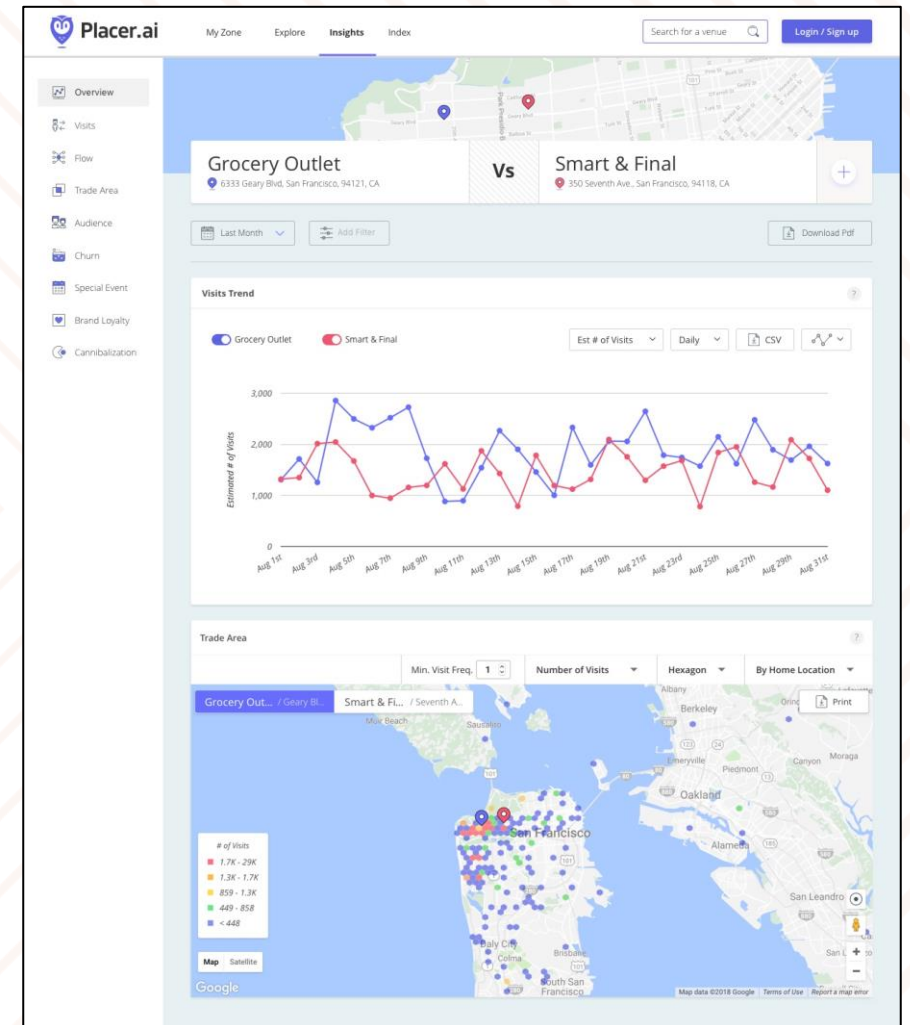 Placer.ai
My Zone Explore Insights Index
Search for a venue
Login / Sign up
Overview
Visits
Flow
Trade Area
Audience
Churn
Special Event
Brand Loyalty
Cannibalization
Grocery Outlet
6333 Geary Blvd, San Francisco, 94121, CA
Vs
Smart & Final
350 Seventh Ave., San Francisco, 94118, CA
Last Month
Add Filter
Download Pdf
Visits Trend
?
Grocery Outlet Smart & Final
Est # of Visits Daily CSV
Estimated # of Visits
3,000
2,000
1,000
0
Aug 1st Aug 3rd Aug 5th Aug 7th Aug 9th Aug 11th Aug 13th Aug 15th Aug 17th Aug 19th Aug 21st Aug 23rd Aug 25th Aug 27th Aug 29th Aug 31st
Trade Area
?
Min. Visit Freq. 1 Number of Visits Hexagon By Home Location
Grocery Out... / Geary Bl...
Smart & Fi... / Seventh A...
Print
Albany
Berkeley
Muir Beach
Sausalito
Emeryville
Piedmont
Canyon
Moraga
Oakland
San Francisco
Alameda
San Leandro
Daly City
Colma
Brisbane
South San
Francisco
# of Visits
1.7K - 29K
1.3K - 1.7K
859 - 1.3K
449 - 858
< 448
Map Satellite
Google
Map data ©2018 Google Terms of Use Report a map error